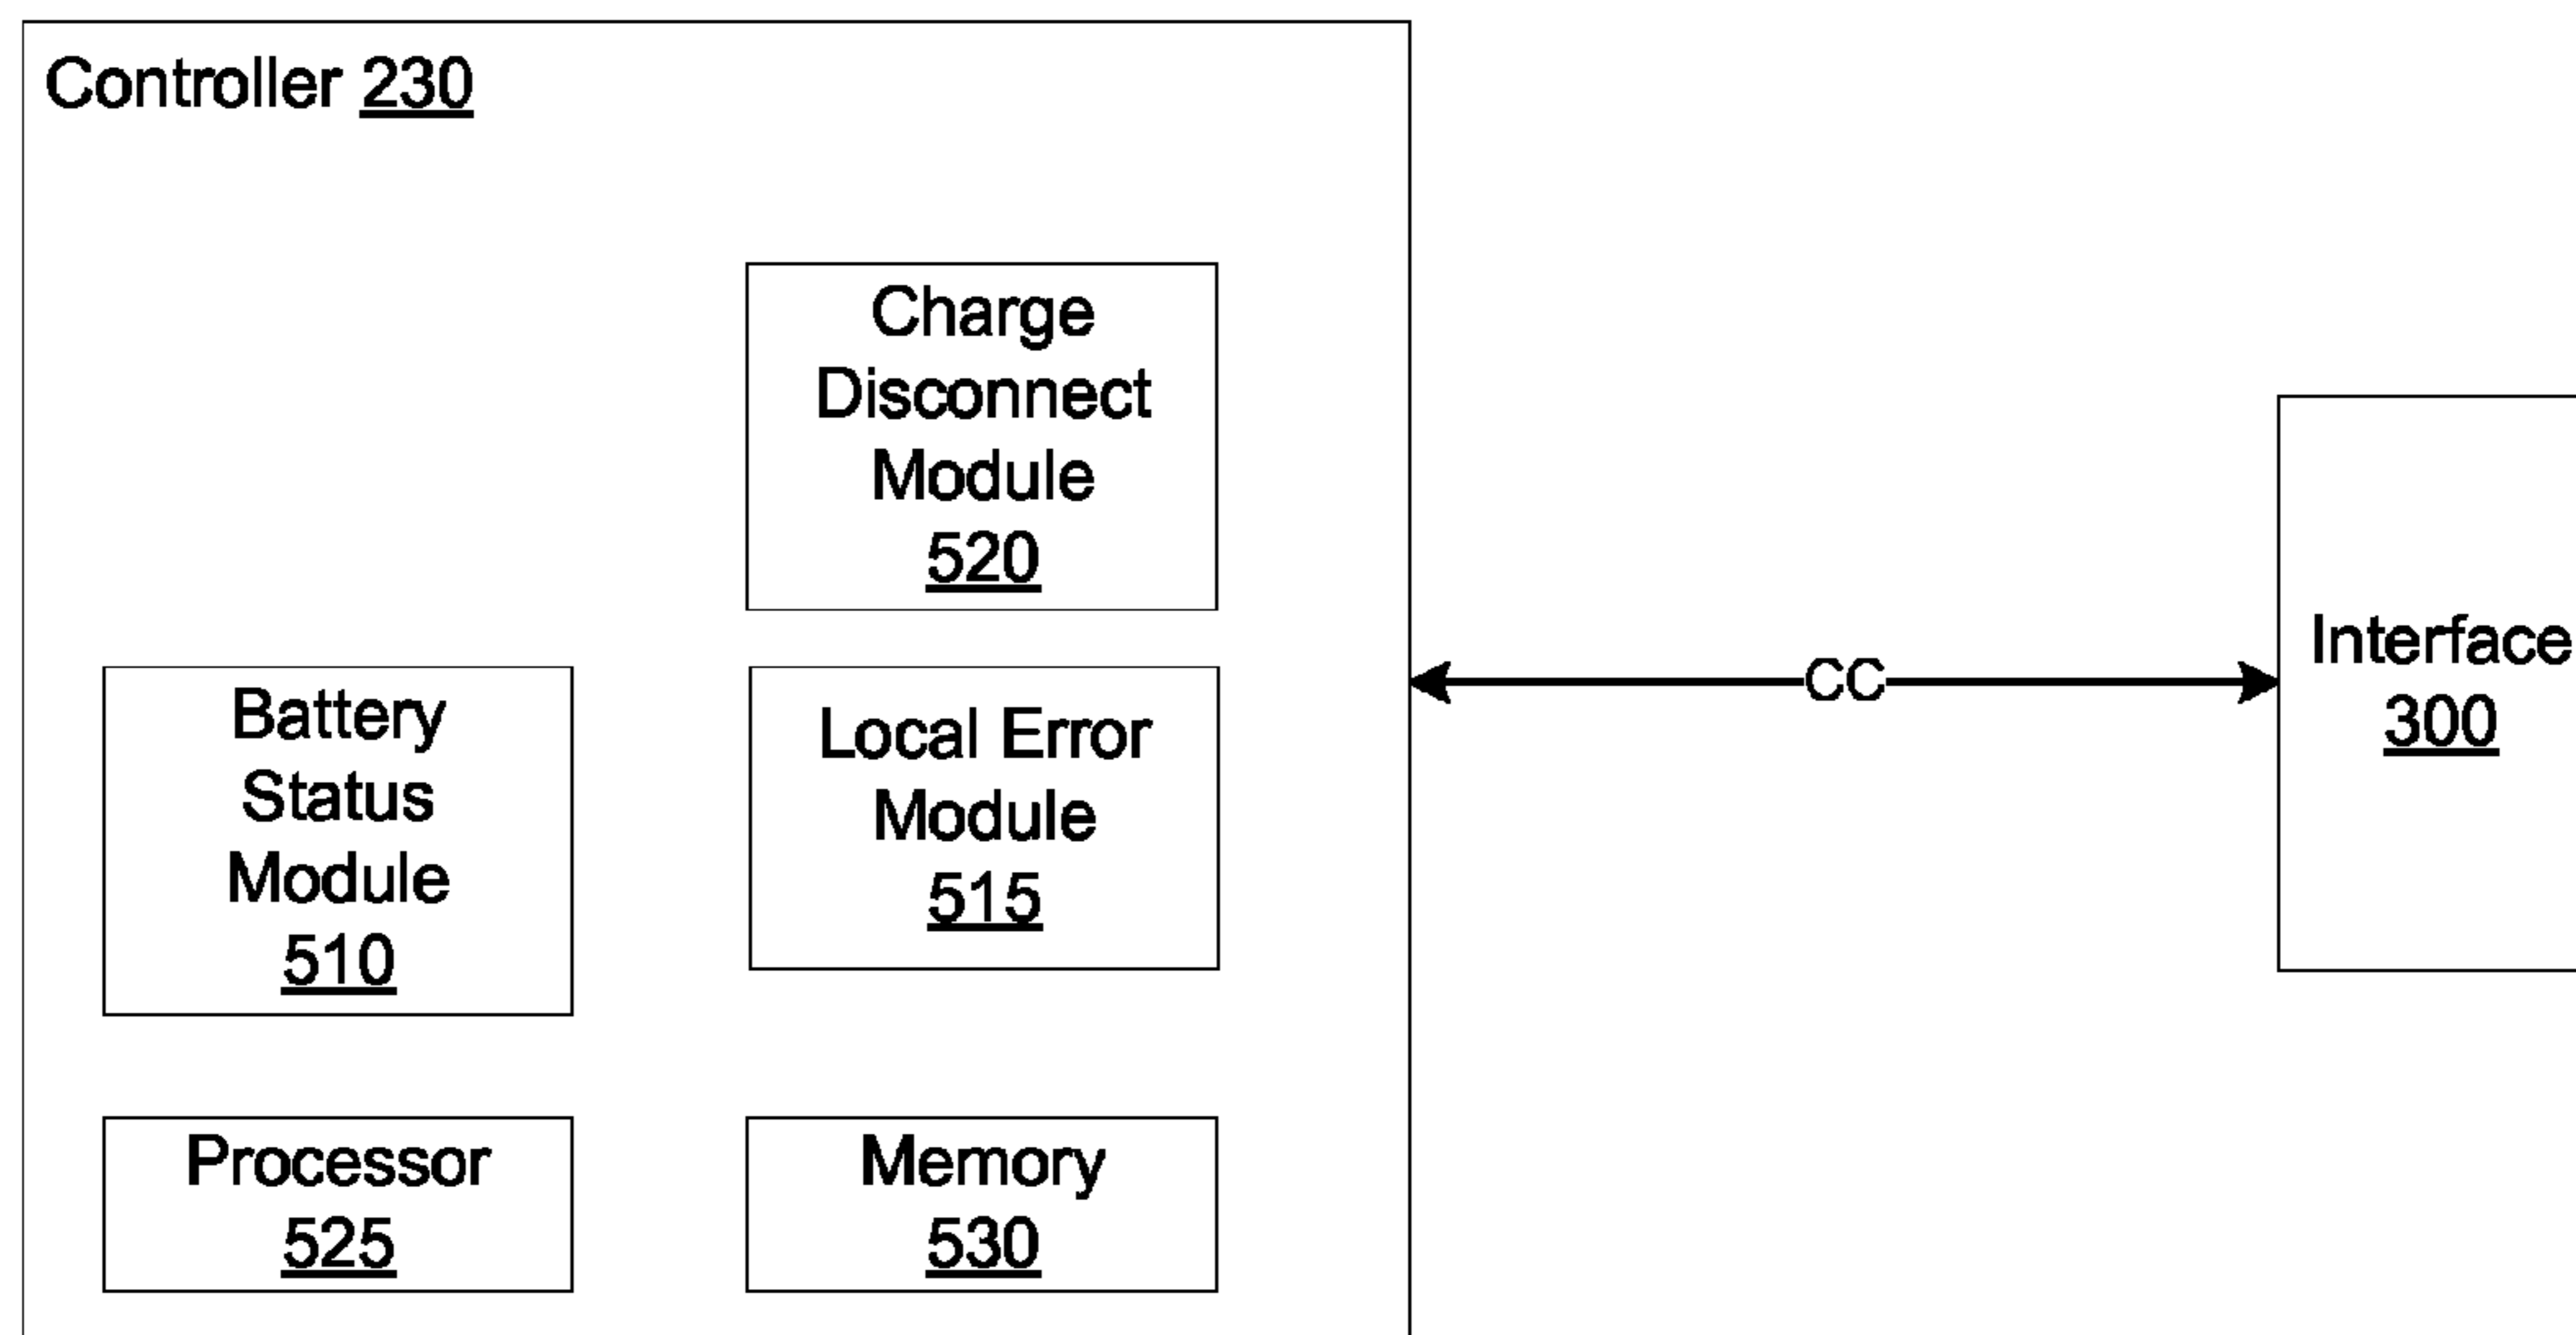 Controller 230
Charge
Disconnect
Module
520
Battery
Status
Module
510
Local Error
Module
515
CC
Interface
300
Processor
525
Memory
530